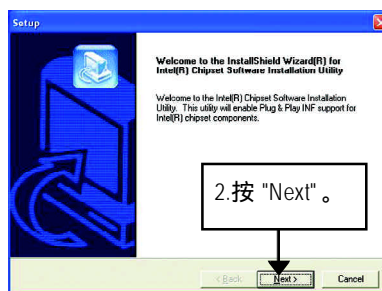 Setup
Welcome to the InstallShield Wizard(R) for
Intel(R) Chipset Software Installation Utility
Welcome to the Intel(R) Chipset Software Installation
Utility. This utility will enable Plug & Play INF support for
Intel(R) chipset components.
2.按 "Next"。
< Back
Next >
Cancel